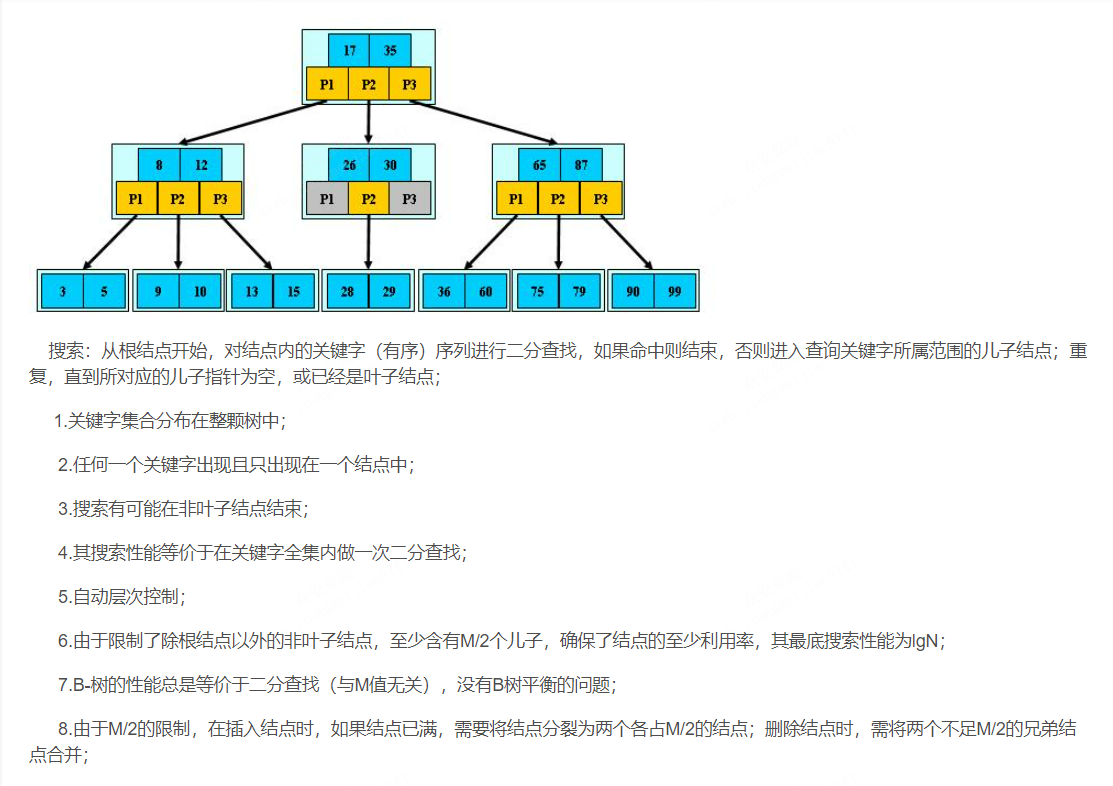 17 35
P1 P2 P3
8 12 26 30 65 87
P1 P2 P3 P1 P2 P3 P1 P2 P3
3 5 9 10 13 15 28 29 36 60 75 79 90 99
搜索：从根结点开始，对结点内的关键字（有序）序列进行二分查找，如果命中则结束，否则进入查询关键字所属范围的儿子结点；重
复，直到所对应的儿子指针为空，或已经是叶子结点；
1.关键字集合分布在整颗树中；
2.任何一个关键字出现且只出现在一个结点中；
3.搜索有可能在非叶子结点结束；
4.其搜索性能等价于在关键字全集内做一次二分查找；
5.自动层次控制；
6.由于限制了除根结点以外的非叶子结点，至少含有M/2个儿子，确保了结点的至少利用率，其最底搜索性能为lgN；
7.B-树的性能总是等价于二分查找（与M值无关），没有B树平衡的问题；
8.由于M/2的限制，在插入结点时，如果结点已满，需要将结点分裂为两个各占M/2的结点；删除结点时，需将两个不足M/2的兄弟结
点合并；